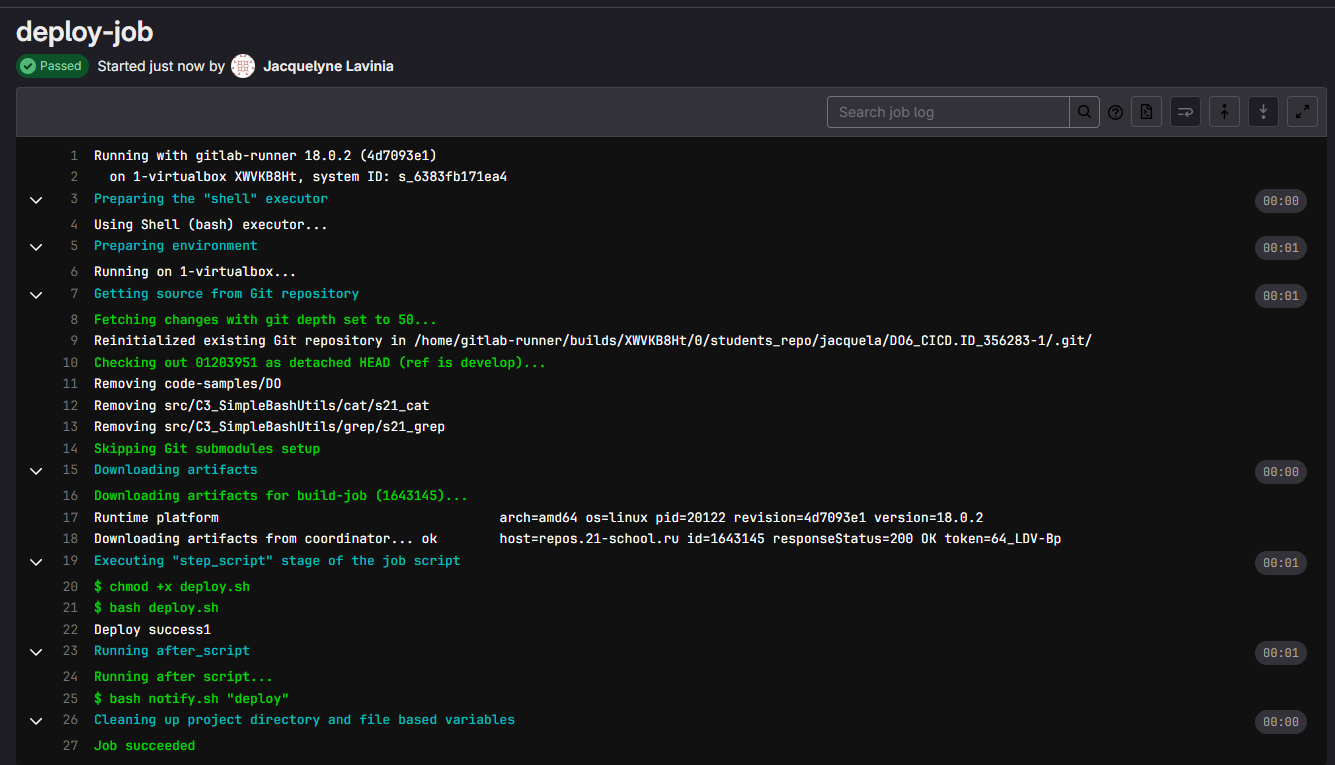 deploy-job
Passed Started just now by Jacquelyne Lavinia
Search job log
1 Running with gitlab-runner 18.0.2 (4d7093e1)
2 on 1-virtualbox XWVKB8Ht, system ID: s_6383fb171ea4
3 Preparing the "shell" executor 00:00
4 Using Shell (bash) executor...
5 Preparing environment 00:01
6 Running on 1-virtualbox...
7 Getting source from Git repository 00:01
8 Fetching changes with git depth set to 50...
9 Reinitialized existing Git repository in /home/gitlab-runner/builds/XWVKB8Ht/0/students_repo/jacquela/DO6_CICD.ID_356283-1/.git/
10 Checking out 01203951 as detached HEAD (ref is develop)...
11 Removing code-samples/DO
12 Removing src/C3_SimpleBashUtils/cat/s21_cat
13 Removing src/C3_SimpleBashUtils/grep/s21_grep
14 Skipping Git submodules setup
15 Downloading artifacts 00:00
16 Downloading artifacts for build-job (1643145)...
17 Runtime platform arch=amd64 os=linux pid=20122 revision=4d7093e1 version=18.0.2
18 Downloading artifacts from coordinator... ok host=repos.21-school.ru id=1643145 responseStatus=200 OK token=64_LDV-Bp
19 Executing "step_script" stage of the job script 00:01
20 $ chmod +x deploy.sh
21 $ bash deploy.sh
22 Deploy success1
23 Running after_script 00:01
24 Running after script...
25 $ bash notify.sh "deploy"
26 Cleaning up project directory and file based variables 00:00
27 Job succeeded